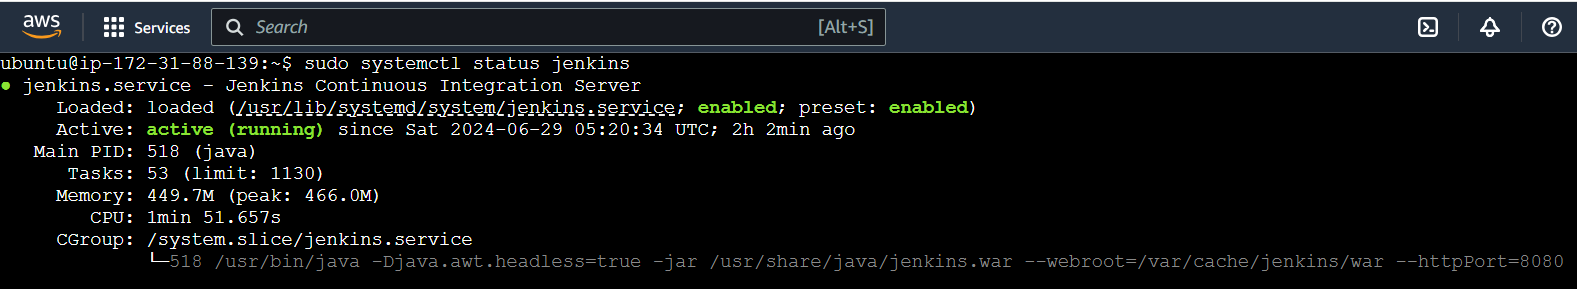 aws Services Search [Alt+S]
ubuntu@ip-172-31-88-139:~$ sudo systemctl status jenkins
● jenkins.service - Jenkins Continuous Integration Server
Loaded: loaded (/usr/lib/systemd/system/jenkins.service; enabled; preset: enabled)
Active: active (running) since Sat 2024-06-29 05:20:34 UTC; 2h 2min ago
Main PID: 518 (java)
Tasks: 53 (limit: 1130)
Memory: 449.7M (peak: 466.0M)
CPU: 1min 51.657s
CGroup: /system.slice/jenkins.service
└─518 /usr/bin/java -Djava.awt.headless=true -jar /usr/share/java/jenkins.war --webroot=/var/cache/jenkins/war --httpPort=8080